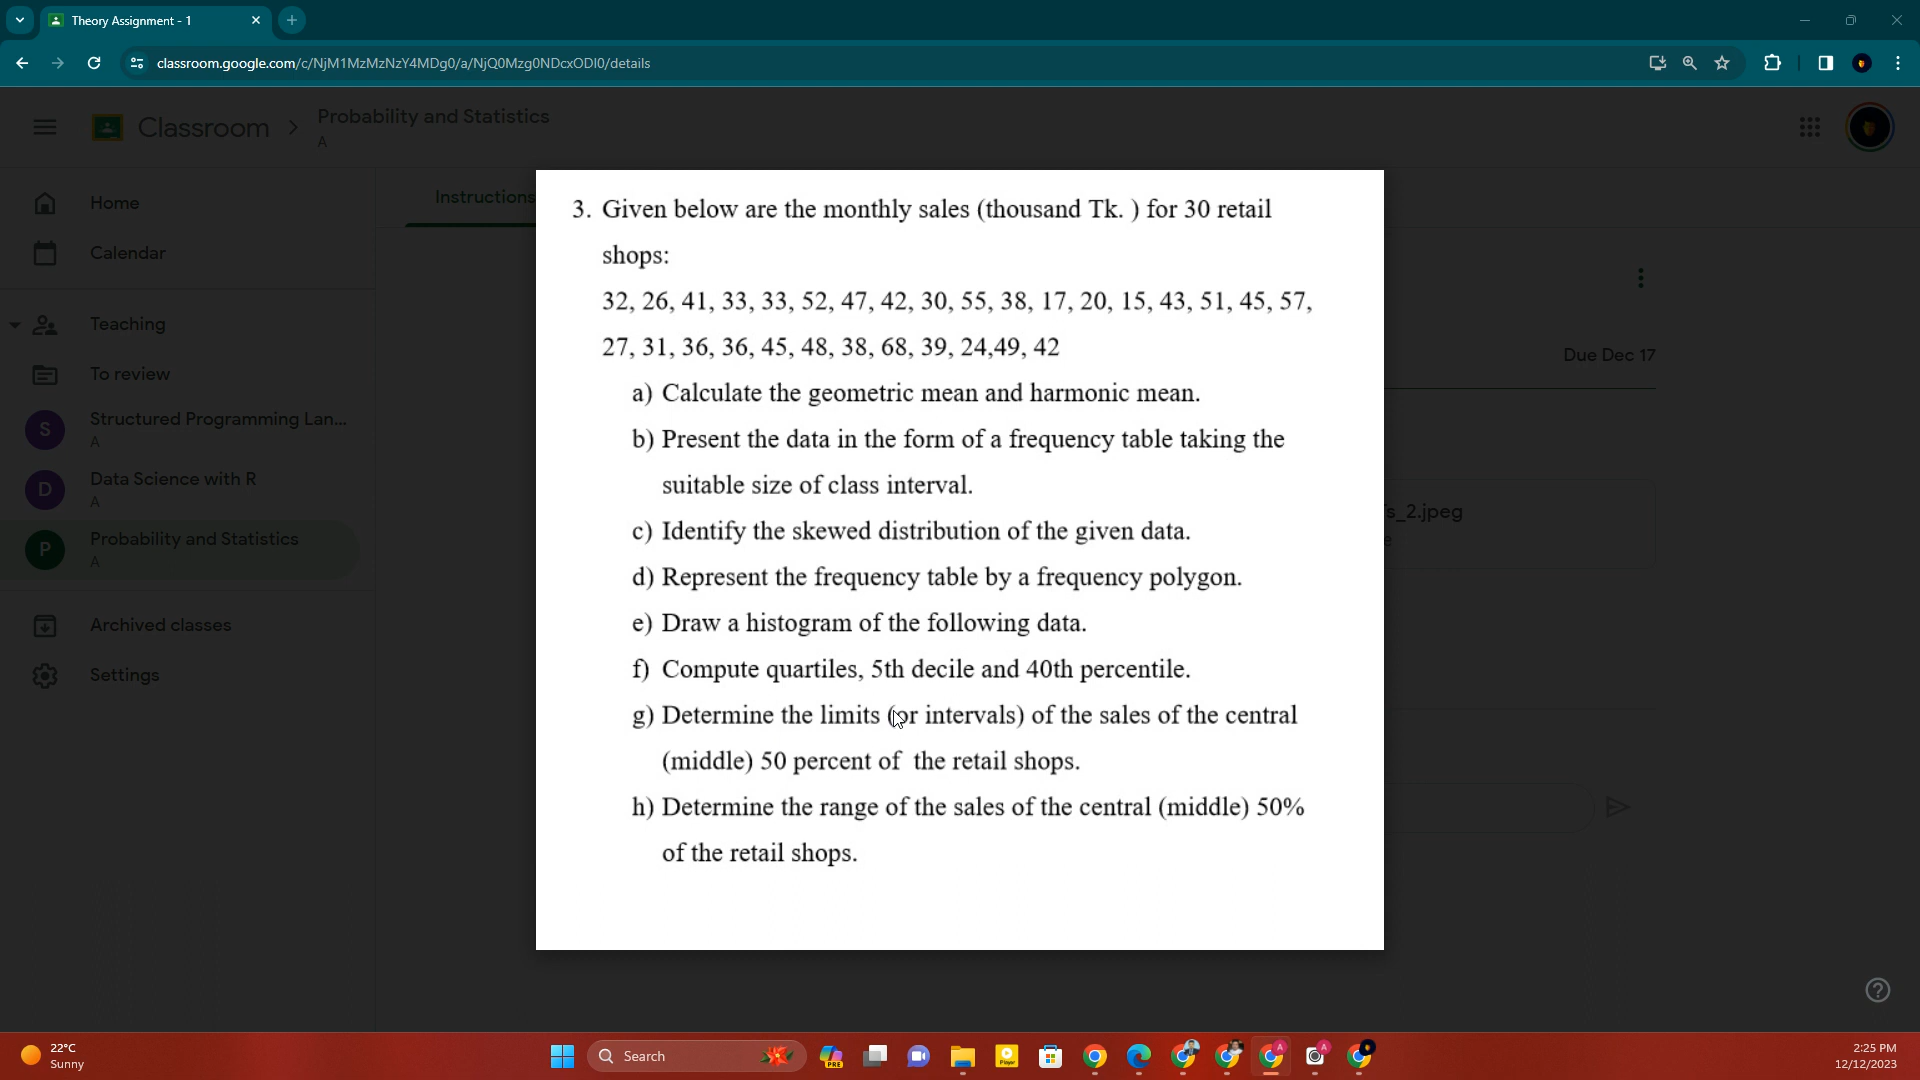 Theory Assignment - 1
classroom.google.com/c/NjM1MzMzNzY4MDg0/a/NjQ0Mzg0NDcxODI0/details
Classroom
Probability and Statistics
A
Home
Calendar
Teaching
To review
S
Structured Programming Lan...
A
D
Data Science with R
A
P
Probability and Statistics
A
Archived classes
Settings
Instructions
Due Dec 17
s_2.jpeg
3. Given below are the monthly sales (thousand Tk. ) for 30 retail
shops:
32, 26, 41, 33, 33, 52, 47, 42, 30, 55, 38, 17, 20, 15, 43, 51, 45, 57,
27, 31, 36, 36, 45, 48, 38, 68, 39, 24,49, 42
a) Calculate the geometric mean and harmonic mean.
b) Present the data in the form of a frequency table taking the
suitable size of class interval.
c) Identify the skewed distribution of the given data.
d) Represent the frequency table by a frequency polygon.
e) Draw a histogram of the following data.
f) Compute quartiles, 5th decile and 40th percentile.
g) Determine the limits (or intervals) of the sales of the central
(middle) 50 percent of the retail shops.
h) Determine the range of the sales of the central (middle) 50%
of the retail shops.
22°C
Sunny
Search
PRE
2:25 PM
12/12/2023